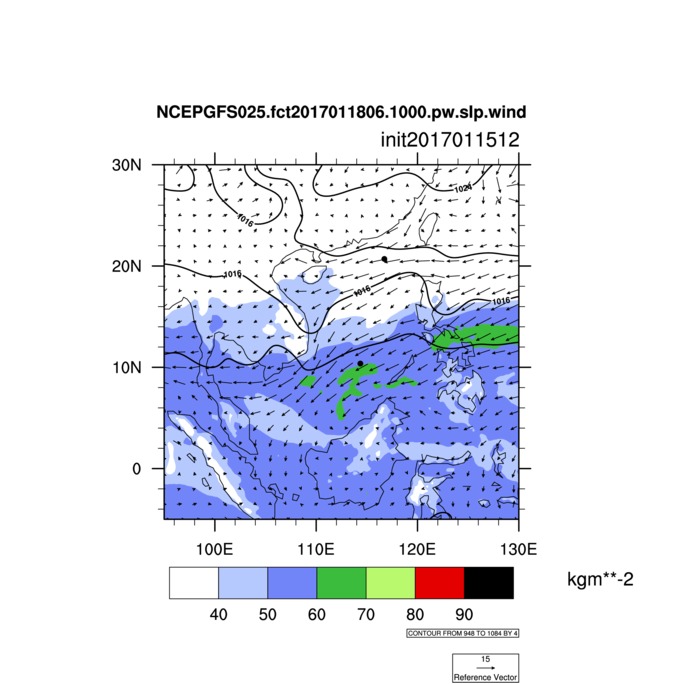 NCEPGFS025.fct2017011806.1000.pw.slp.wind
init2017011512
30N
20N
10N
0
1024
1016
1016
1016
1016
100E
110E
120E
130E
kgm**-2
40
50
60
70
80
90
CONTOUR FROM 948 TO 1084 BY 4
15
Reference Vector